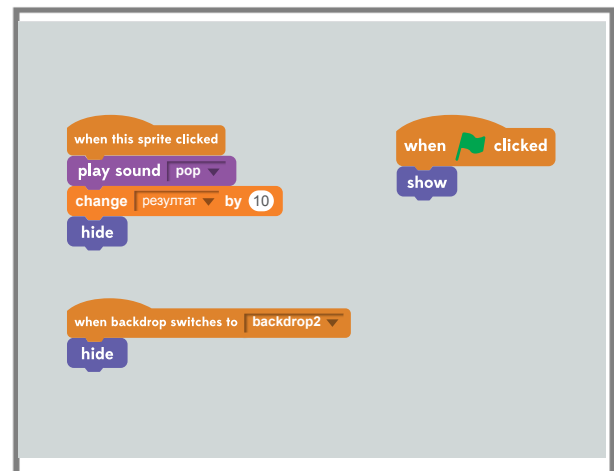 when this sprite clicked
play sound pop
change резултат by 10
hide
when clicked
show
when backdrop switches to backdrop2
hide